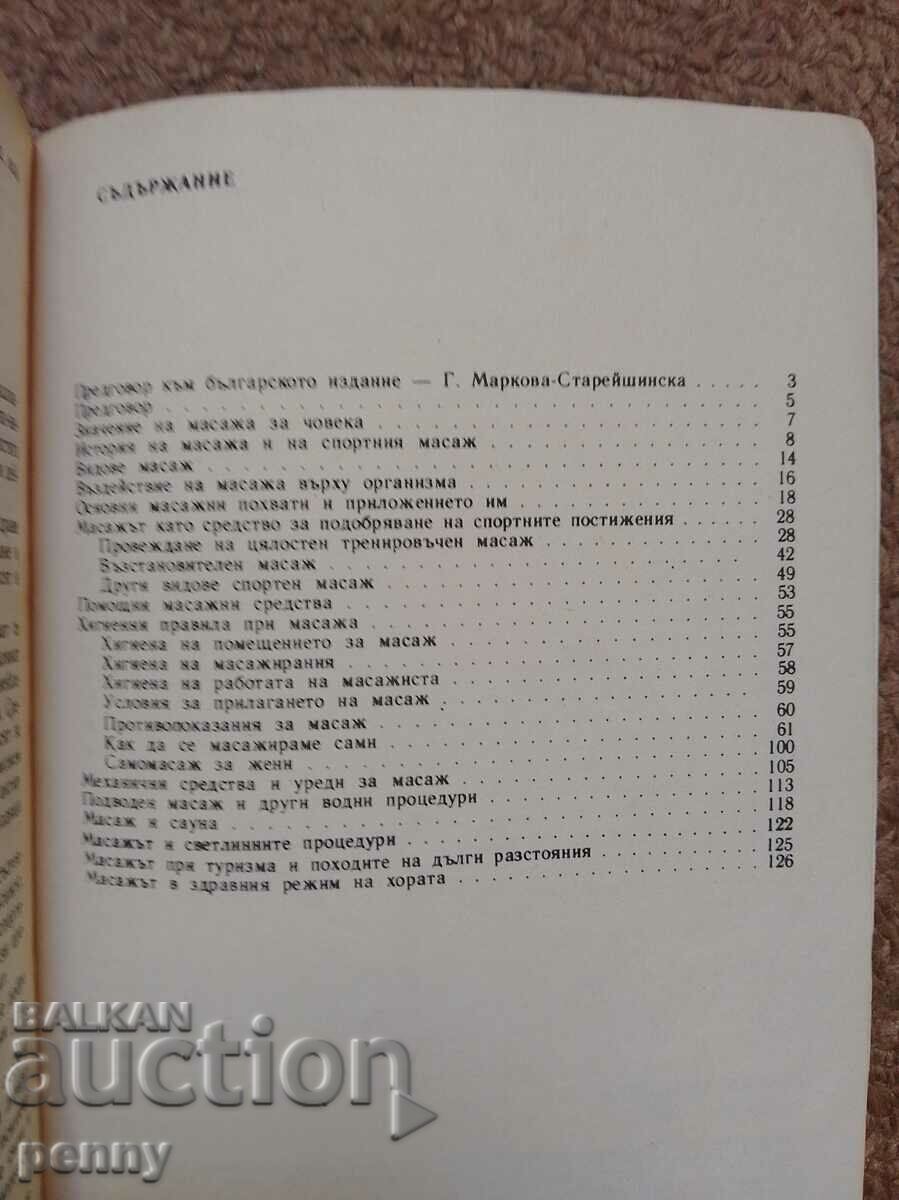 СЪДЪРЖАНИЕ
Предговор към българското издание — Г. Маркова-Старейшинска . . . . . 3
Предговор . . . . . 5
Значение на масажа за човека . . . . . 7
История на масажа и на спортния масаж . . . . . 8
Видове масаж . . . . . 14
Въздействие на масажа върху организма . . . . . 16
Основни масажни похвати и приложението им . . . . . 18
Масажът като средство за подобряване на спортните постижения . . . . . 28
Провеждане на цялостен тренировъчен масаж . . . . . 28
Възстановителен масаж . . . . . 42
Други видове спортен масаж . . . . . 49
Помощни масажни средства . . . . . 53
Хигиенни правила при масажа . . . . . 55
Хигиена на помещението за масаж . . . . . 55
Хигиена на масажирания . . . . . 57
Хигиена на работата на масажиста . . . . . 58
Условия за прилагането на масаж . . . . . 59
Противопоказания за масаж . . . . . 60
Как да се масажираме сами . . . . . 61
Самомасаж за жени . . . . . 100
Механични средства и уреди за масаж . . . . . 105
Подводен масаж и други водни процедури . . . . . 113
Масаж и сауна . . . . . 118
Масажът и светлинните процедури . . . . . 122
Масажът при туризма и походите на дълги разстояния . . . . . 125
Масажът в здравния режим на хората . . . . . 126
BALKAN
auction
penny